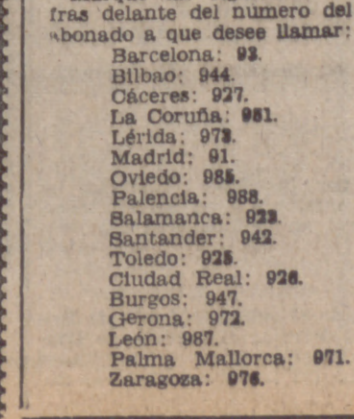 fras delante del numero del
abonado a que desee llamar:
Barcelona: 93.
Bilbao: 944.
Cáceres: 927.
La Coruña: 981.
Lérida: 973.
Madrid: 91.
Oviedo: 985.
Palencia: 988.
Salamanca: 923.
Santander: 942.
Toledo: 925.
Ciudad Real: 926.
Burgos: 947.
Gerona: 972.
León: 987.
Palma Mallorca: 971.
Zaragoza: 976.